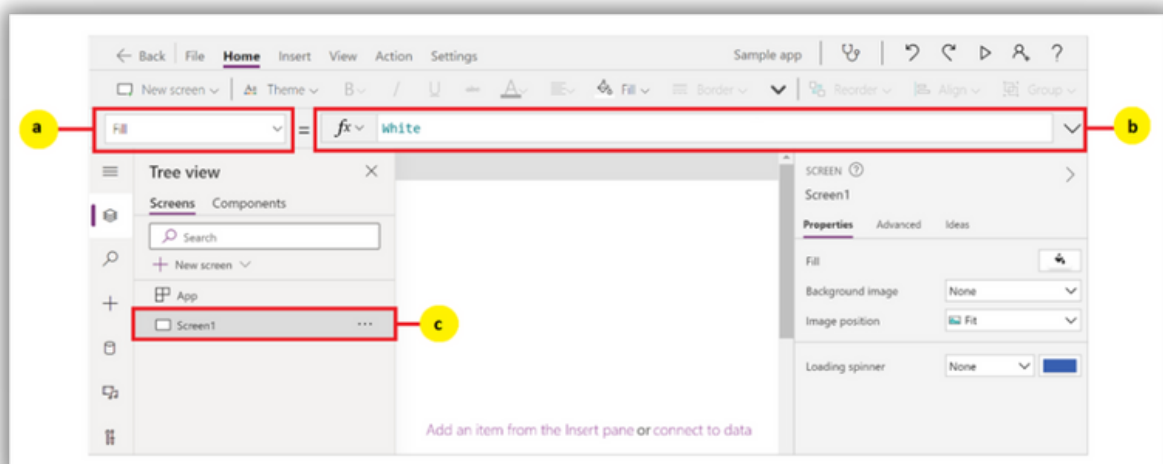 Back File Home Insert View Action Settings Sample app ?
New screen Theme B / U abc A Fill Border Reorder Align Group
a Fill = fx White b
Tree view SCREEN ?
Screen1
Screens Components Properties Advanced Ideas
Search
Fill
New screen
Background image None
App
Image position Fit
Screen1 ... c
Loading spinner None
Add an item from the Insert pane or connect to data